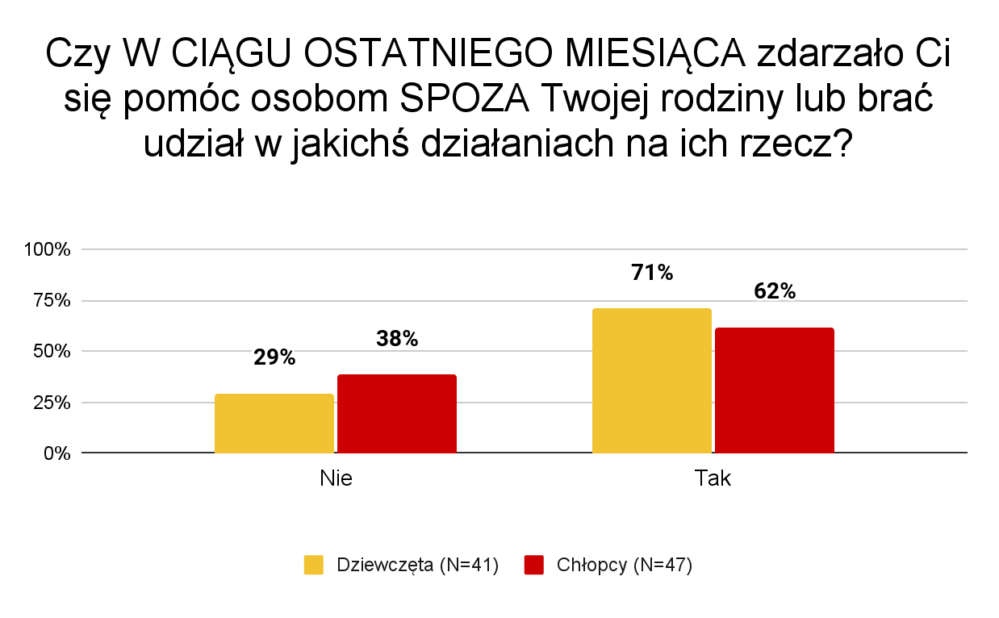 Czy W CIĄGU OSTATNIEGO MIESIĄCA zdarzało Ci
się pomóc osobom SPOZA Twojej rodziny lub brać
udział w jakichś działaniach na ich rzecz?
100%
75%
50%
25%
0%
29%
38%
71%
62%
Nie
Tak
Dziewczęta (N=41)
Chłopcy (N=47)